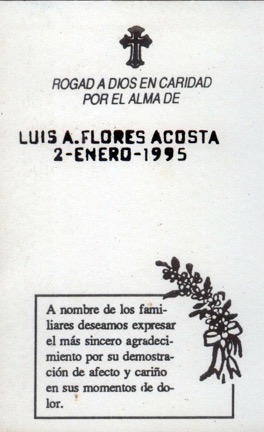 ROGAD A DIOS EN CARIDAD
POR EL ALMA DE
LUIS A. FLORES ACOSTA
2-ENERO-1995
A nombre de los fami-
liares deseamos expresar
el más sincero agradeci-
miento por su demostra-
ción de afecto y cariño
en sus momentos de do-
lor.